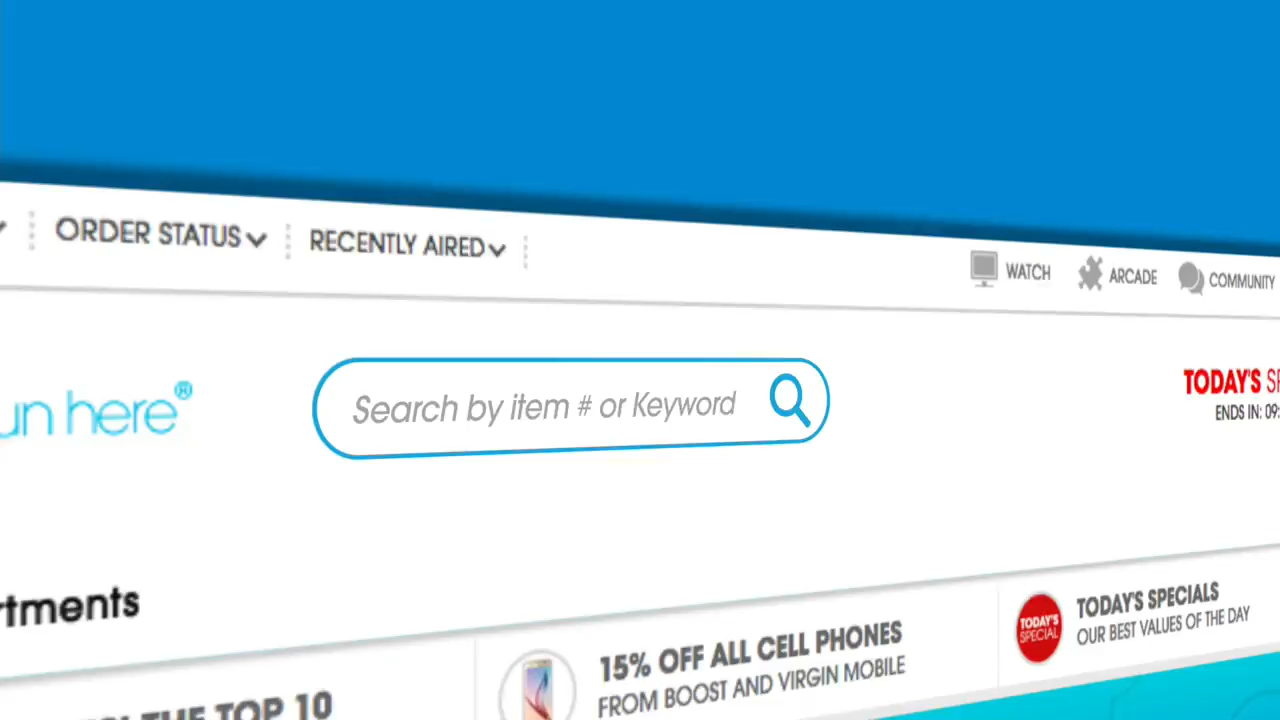 ORDER STATUS
RECENTLY AIRED
WATCH
ARCADE
COMMUNITY
TODAY'S
ENDS IN: 09:
here®
Search by item # or Keyword
TODAY'S SPECIALS
OUR BEST VALUES OF THE DAY
TODAY'S
SPECIAL
15% OFF ALL CELL PHONES
FROM BOOST AND VIRGIN MOBILE
THE TOP 10